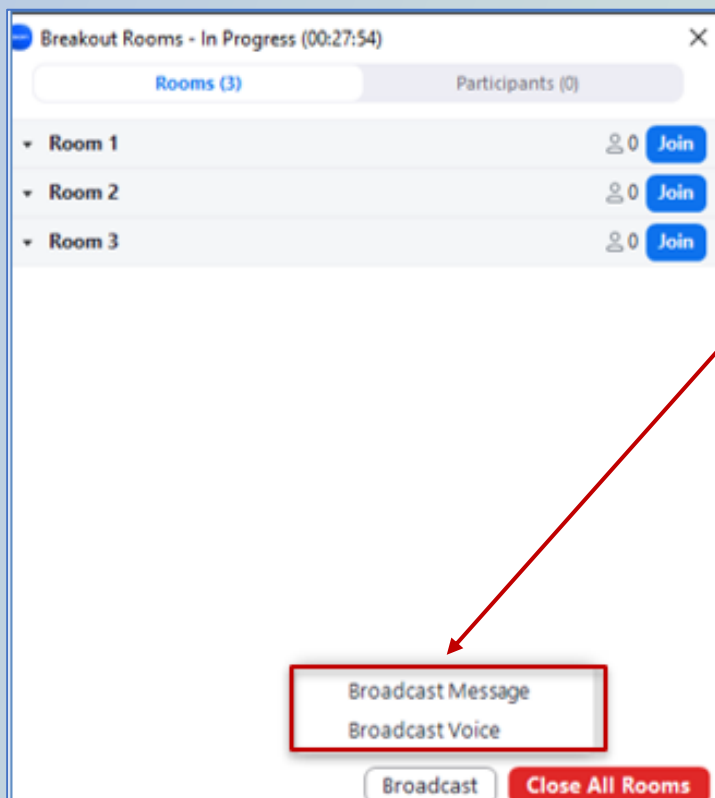 Breakout Rooms - In Progress (00:27:54)
Rooms (3) Participants (0)
Room 1 0 Join
Room 2 0 Join
Room 3 0 Join
Broadcast Message
Broadcast Voice
Broadcast Close All Rooms